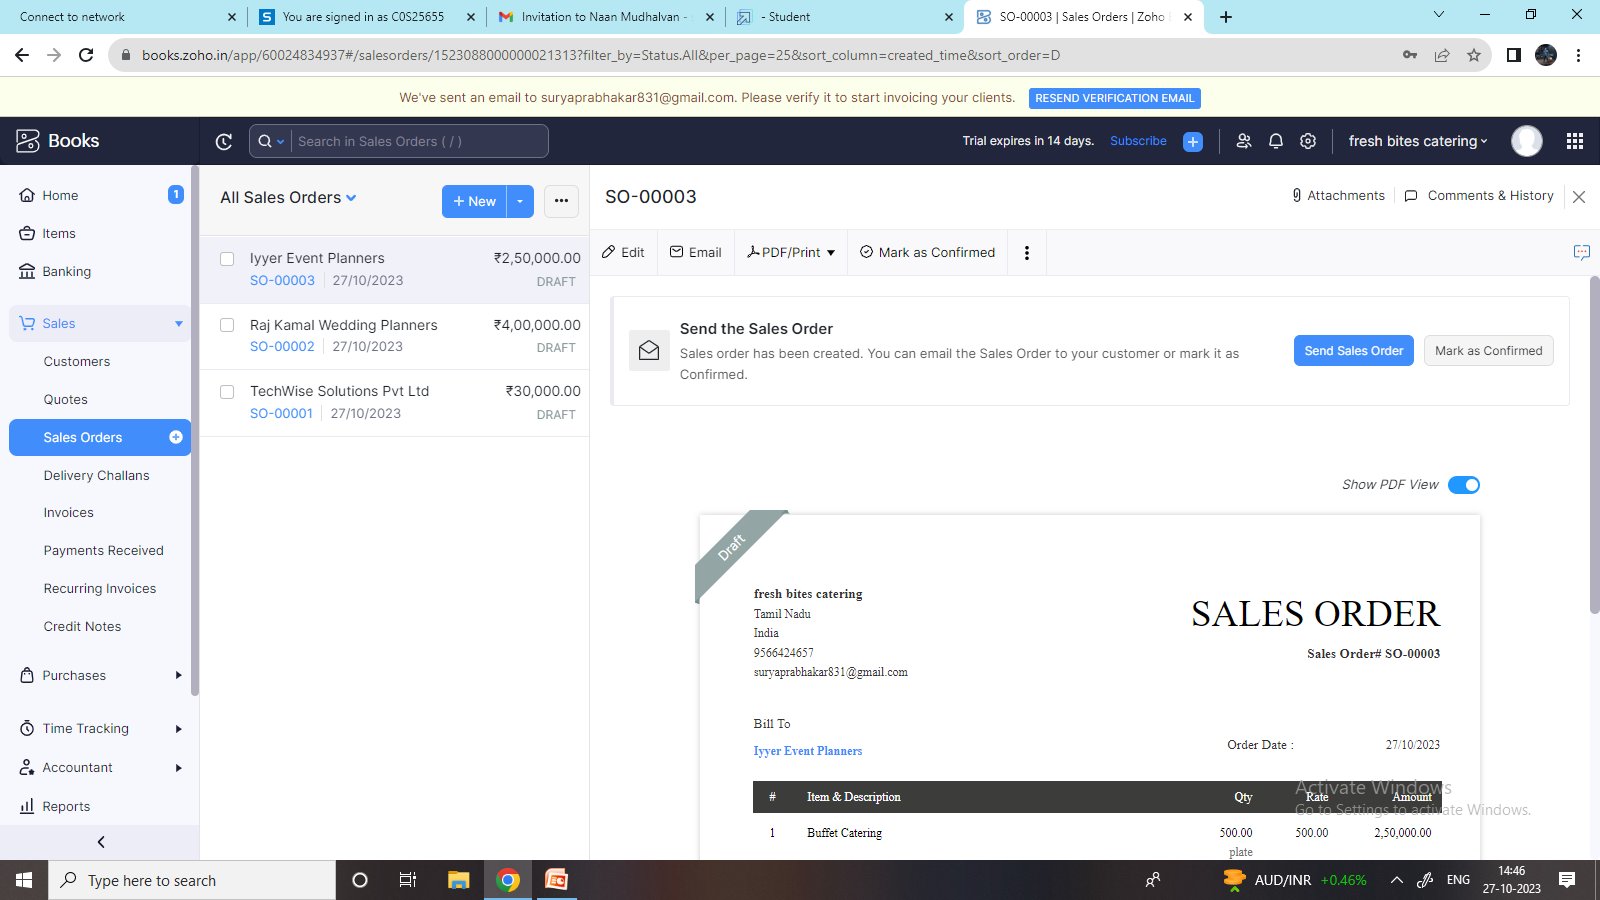 Connect to network
You are signed in as C0S25655
Invitation to Naan Mudhalvan -
- Student
SO-00003 | Sales Orders | Zoho
books.zoho.in/app/60024834937#/salesorders/1523088000000021313?filter_by=Status.All&per_page=25&sort_column=created_time&sort_order=D
We've sent an email to suryaprabhakar831@gmail.com. Please verify it to start invoicing your clients. RESEND VERIFICATION EMAIL
Books
Search in Sales Orders ( / )
Trial expires in 14 days. Subscribe
fresh bites catering
Home 1
Items
Banking
Sales
Customers
Quotes
Sales Orders
Delivery Challans
Invoices
Payments Received
Recurring Invoices
Credit Notes
Purchases
Time Tracking
Accountant
Reports
All Sales Orders
+ New
Iyyer Event Planners ₹2,50,000.00
SO-00003 27/10/2023 DRAFT
Raj Kamal Wedding Planners ₹4,00,000.00
SO-00002 27/10/2023 DRAFT
TechWise Solutions Pvt Ltd ₹30,000.00
SO-00001 27/10/2023 DRAFT
SO-00003
Attachments Comments & History
Edit Email PDF/Print Mark as Confirmed
Send the Sales Order
Sales order has been created. You can email the Sales Order to your customer or mark it as
Confirmed.
Send Sales Order Mark as Confirmed
Show PDF View
Draft
fresh bites catering
Tamil Nadu
India
9566424657
suryaprabhakar831@gmail.com
SALES ORDER
Sales Order# SO-00003
Bill To
Iyyer Event Planners
Order Date : 27/10/2023
# Item & Description Qty Rate Amount
1 Buffet Catering 500.00 500.00 2,50,000.00
plate
Activate Windows
Go to Settings to activate Windows.
Type here to search
AUD/INR +0.46%
ENG
14:46
27-10-2023